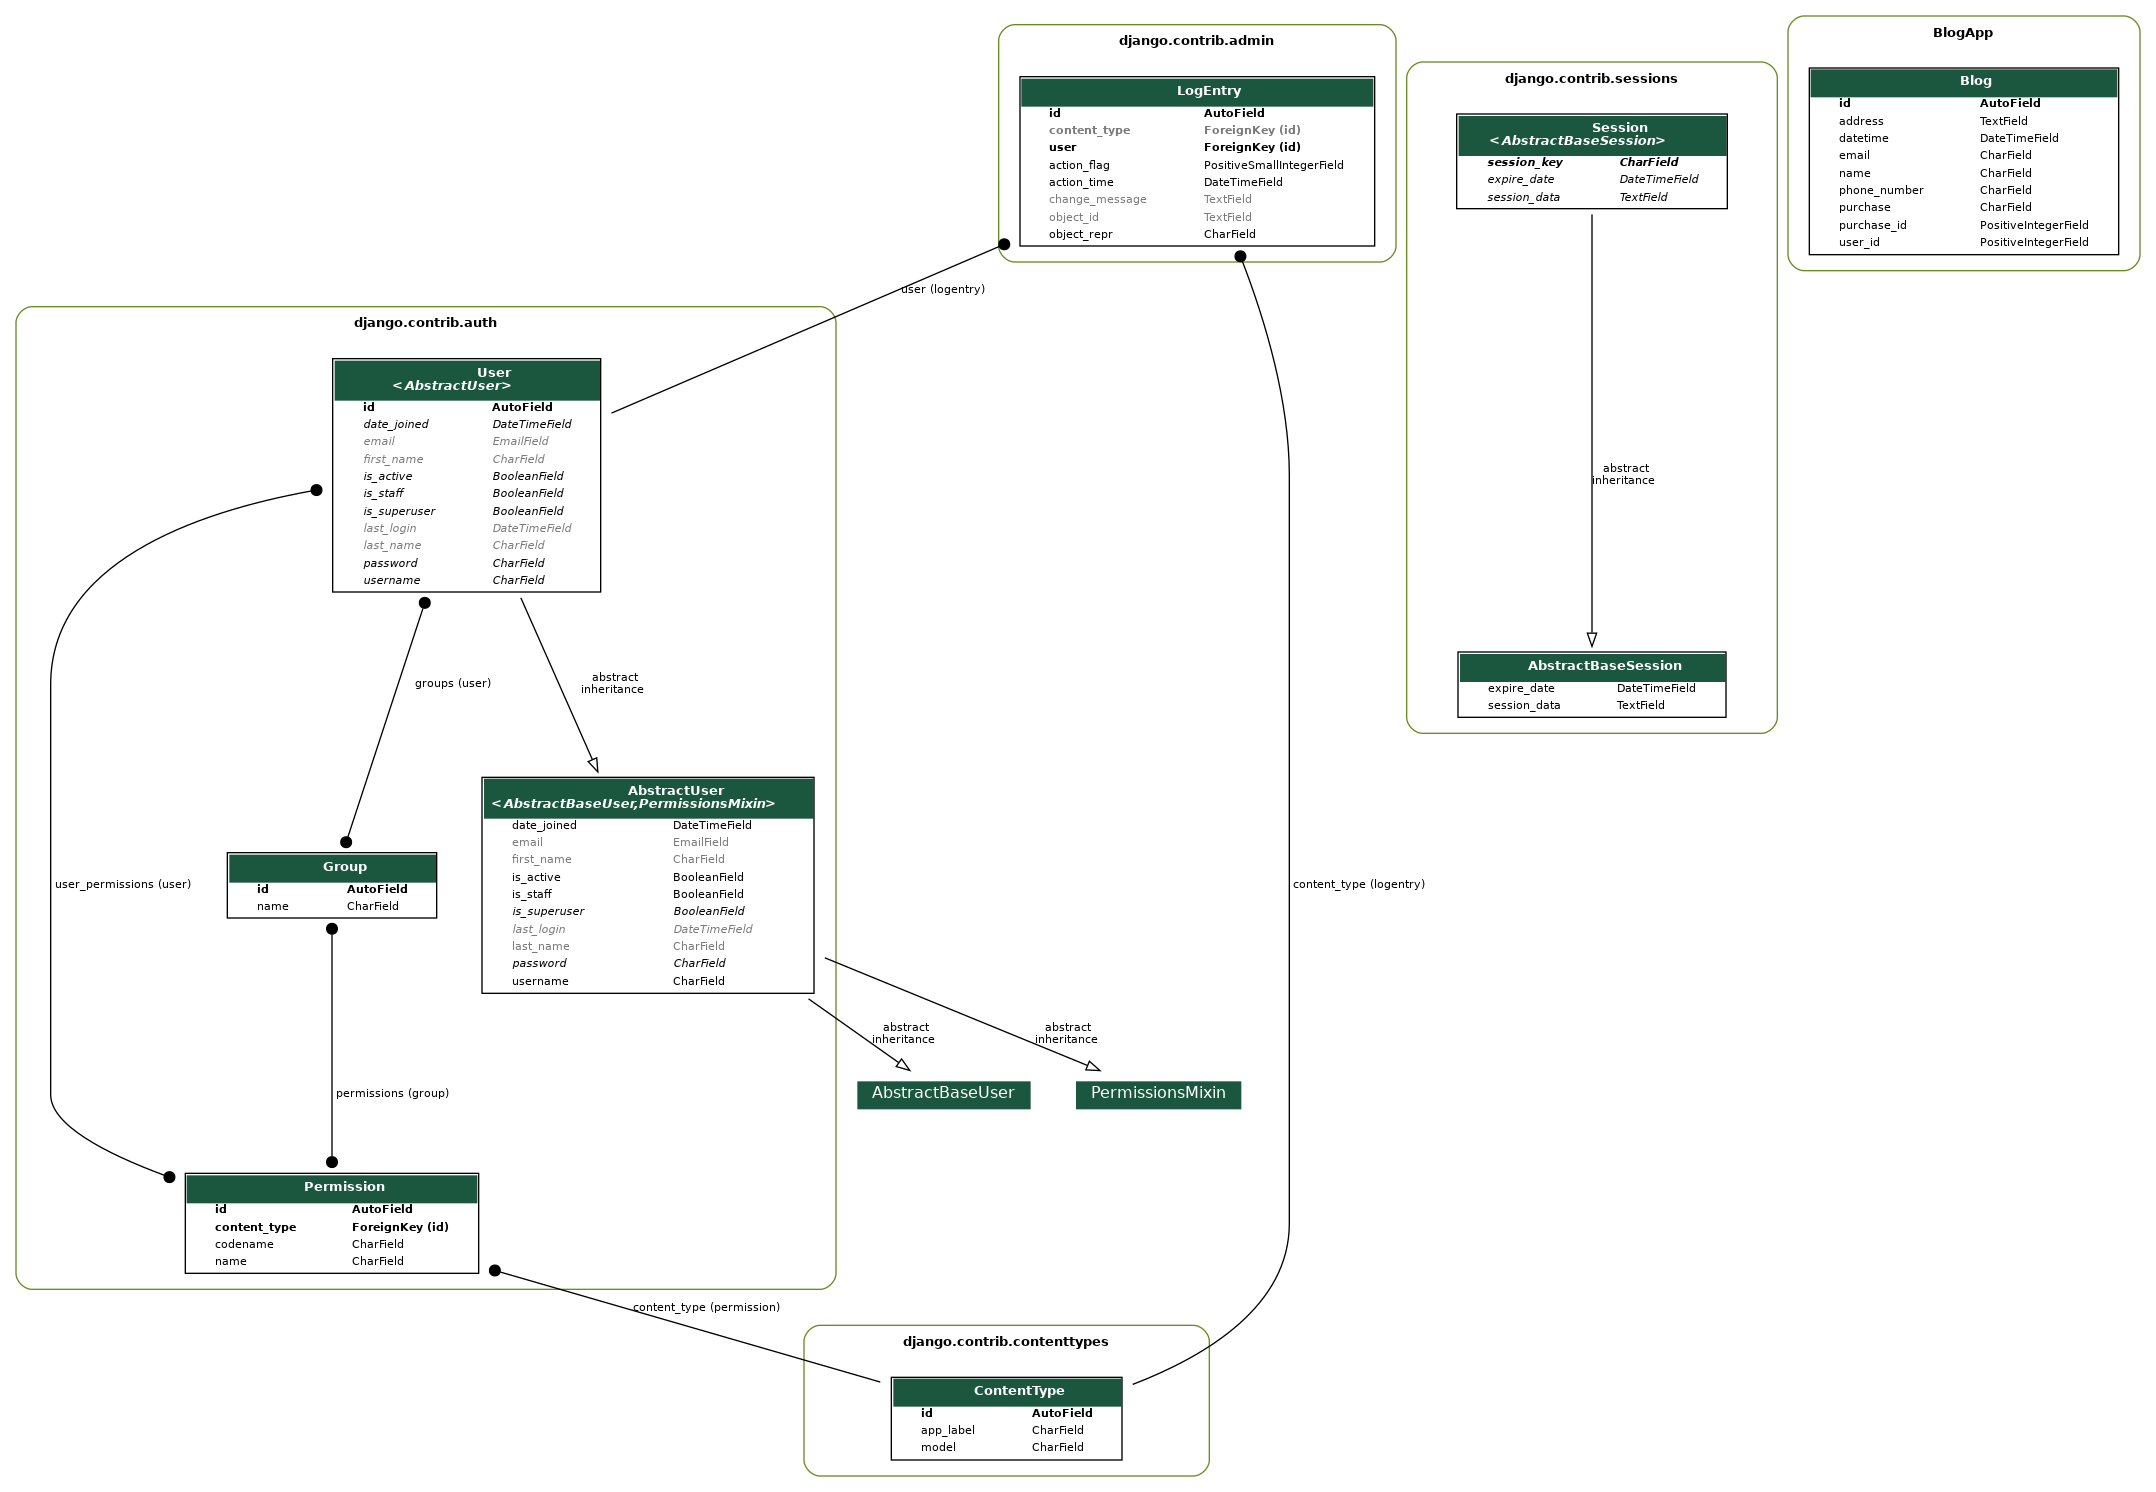 django.contrib.admin
LogEntry
id AutoField
content_type ForeignKey (id)
user ForeignKey (id)
action_flag PositiveSmallIntegerField
action_time DateTimeField
change_message TextField
object_id TextField
object_repr CharField
django.contrib.sessions
Session
<AbstractBaseSession>
session_key CharField
expire_date DateTimeField
session_data TextField
abstract
inheritance
AbstractBaseSession
expire_date DateTimeField
session_data TextField
BlogApp
Blog
id AutoField
address TextField
datetime DateTimeField
email CharField
name CharField
phone_number CharField
purchase CharField
purchase_id PositiveIntegerField
user_id PositiveIntegerField
user (logentry)
django.contrib.auth
User
<AbstractUser>
id AutoField
date_joined DateTimeField
email EmailField
first_name CharField
is_active BooleanField
is_staff BooleanField
is_superuser BooleanField
last_login DateTimeField
last_name CharField
password CharField
username CharField
groups (user)
abstract
inheritance
AbstractUser
<AbstractBaseUser,PermissionsMixin>
date_joined DateTimeField
email EmailField
first_name CharField
is_active BooleanField
is_staff BooleanField
is_superuser BooleanField
last_login DateTimeField
last_name CharField
password CharField
username CharField
Group
id AutoField
name CharField
user_permissions (user)
content_type (logentry)
abstract
inheritance
abstract
inheritance
AbstractBaseUser
PermissionsMixin
permissions (group)
Permission
id AutoField
content_type ForeignKey (id)
codename CharField
name CharField
content_type (permission)
django.contrib.contenttypes
ContentType
id AutoField
app_label CharField
model CharField